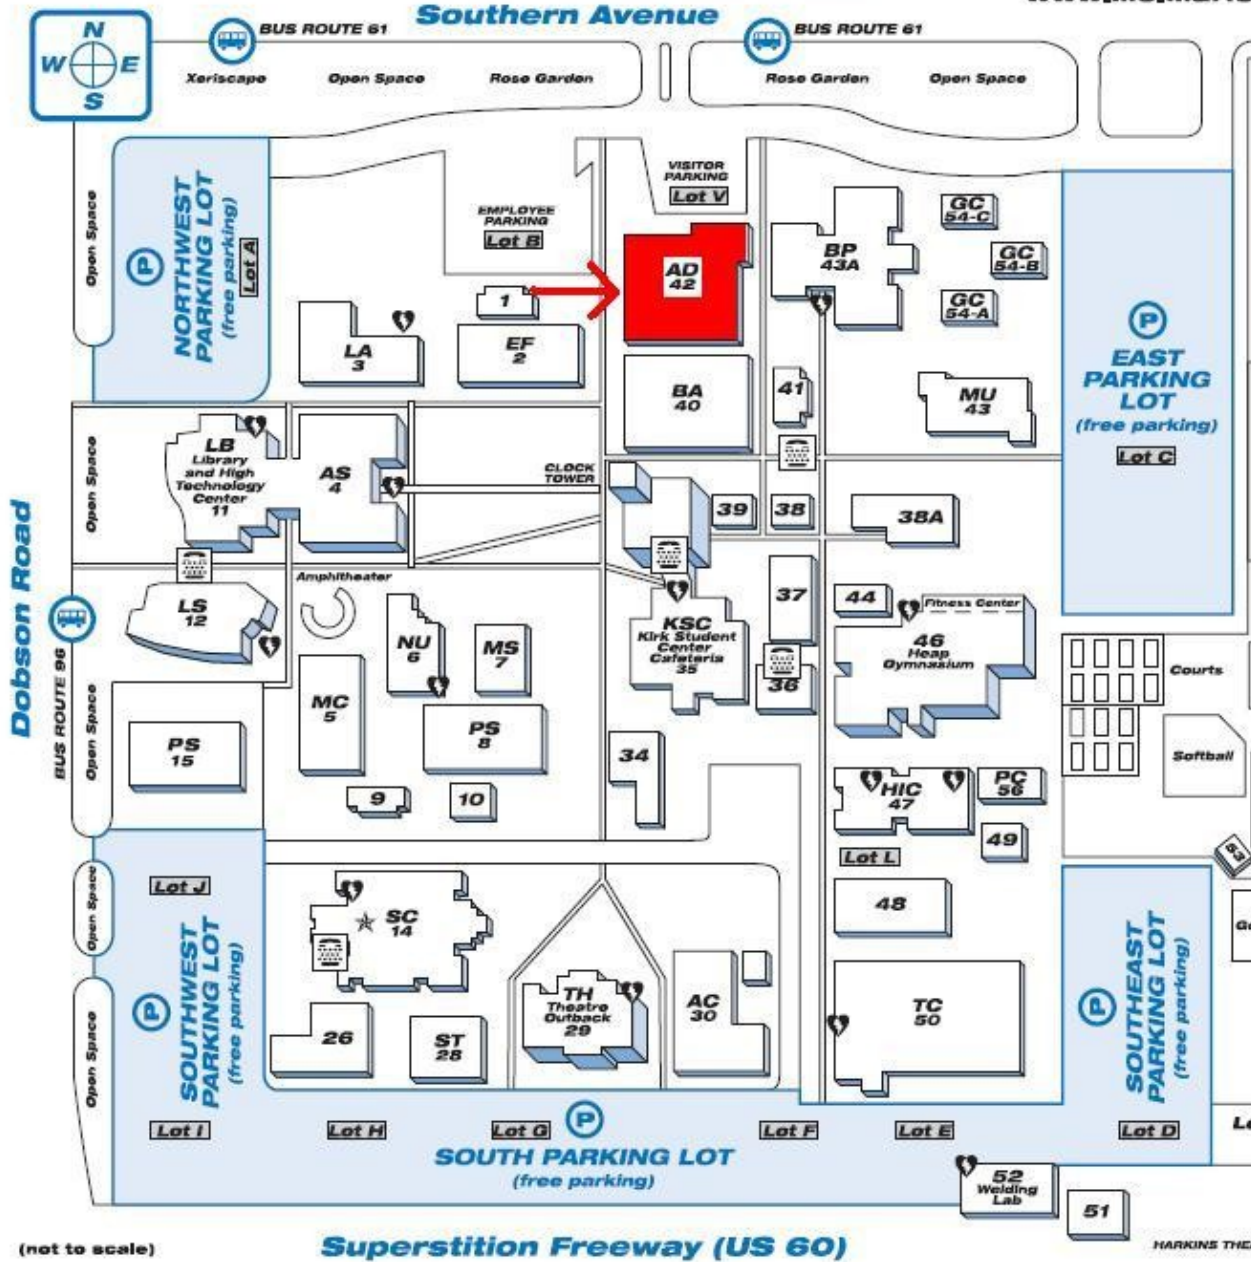 Southern Avenue
N
W E
S
BUS ROUTE 61
BUS ROUTE 61
Xeriscape
Open Space
Rose Garden
Rose Garden
Open Space
Open Space
NORTHWEST
PARKING LOT
(free parking)
Lot A
P
EMPLOYEE
PARKING
Lot B
VISITOR
PARKING
Lot V
AD
42
BP
43A
GC
54-C
GC
54-B
GC
54-A
P
EAST
PARKING
LOT
(free parking)
Lot C
1
EF
2
LA
3
BA
40
41
MU
43
Open Space
LB
Library
and High
Technology
Center
11
AS
4
CLOCK
TOWER
39
38
38A
Dobson Road
BUS ROUTE 96
LS
12
Amphitheater
NU
6
MS
7
KSC
Kirk Student
Center
Cafeteria
35
37
36
44
Fitness Center
46
Heap
Gymnasium
Courts
Softball
Open Space
PS
15
MC
5
PS
8
9
10
34
HIC
47
PC
56
49
Lot L
48
53
Open Space
Lot J
SOUTHWEST
PARKING LOT
(free parking)
P
Open Space
SC
14
26
ST
28
TH
Theatre
Outback
29
AC
30
TC
50
SOUTHEAST
PARKING LOT
(free parking)
P
Lot I
Lot H
Lot G
P
Lot F
Lot E
Lot D
SOUTH PARKING LOT
(free parking)
52
Welding
Lab
51
(not to scale)
Superstition Freeway (US 60)
HARKINS